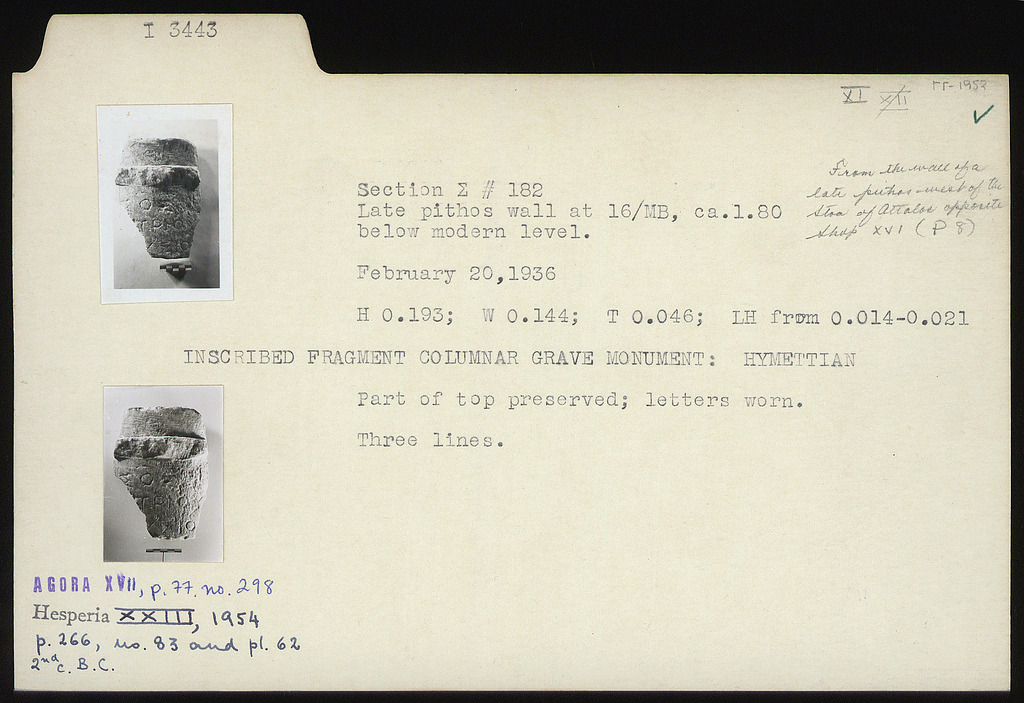 I 3443
XI XII rr-1952
Section Σ # 182
Late pithos wall at 16/MB, ca.1.80
below modern level.
From the wall of a
late pithos west of the
Stoa of Attalos opposite
Shop XVI (P 8)
February 20,1936
H 0.193; W 0.144; T 0.046; LH from 0.014-0.021
INSCRIBED FRAGMENT COLUMNAR GRAVE MONUMENT: HYMETTIAN
Part of top preserved; letters worn.
Three lines.
AGORA XVII, p. 77, no. 298
Hesperia XXIII, 1954
p. 266, no. 83 and pl. 62
2nd c. B.C.